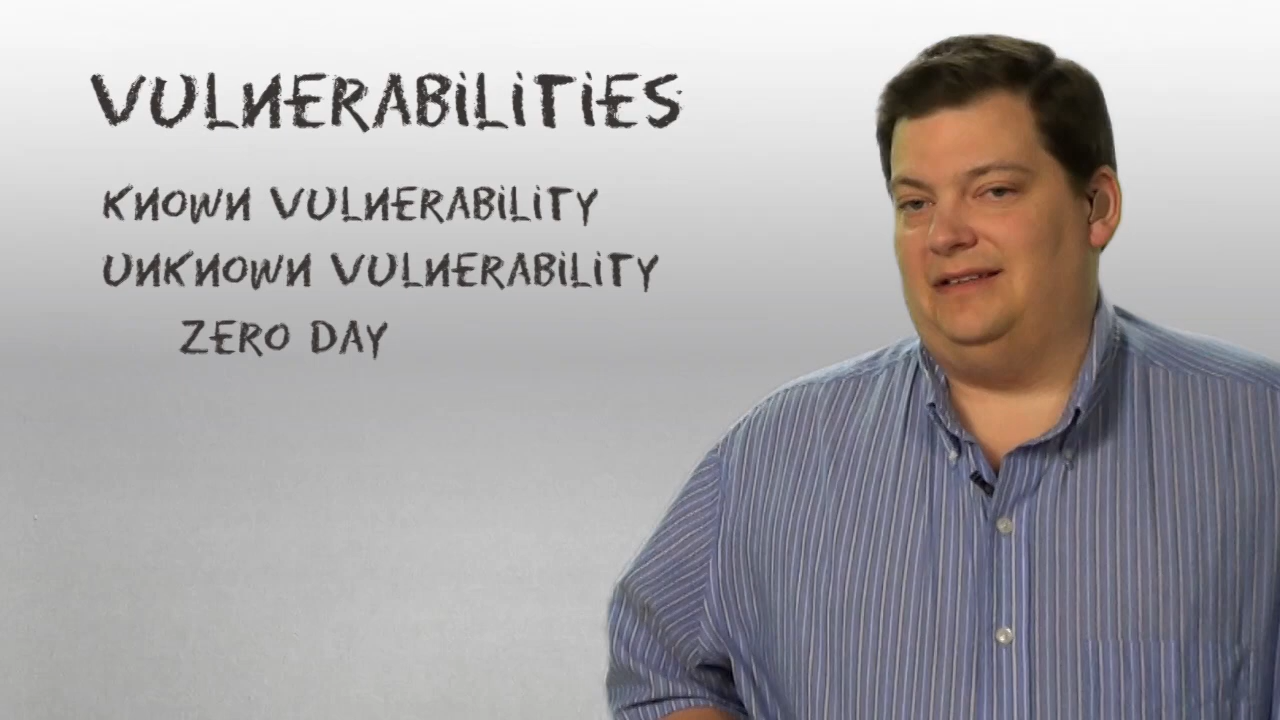 VULNERABILITIES
KNOWN VULNERABILITY
UNKNOWN VULNERABILITY
ZERO DAY